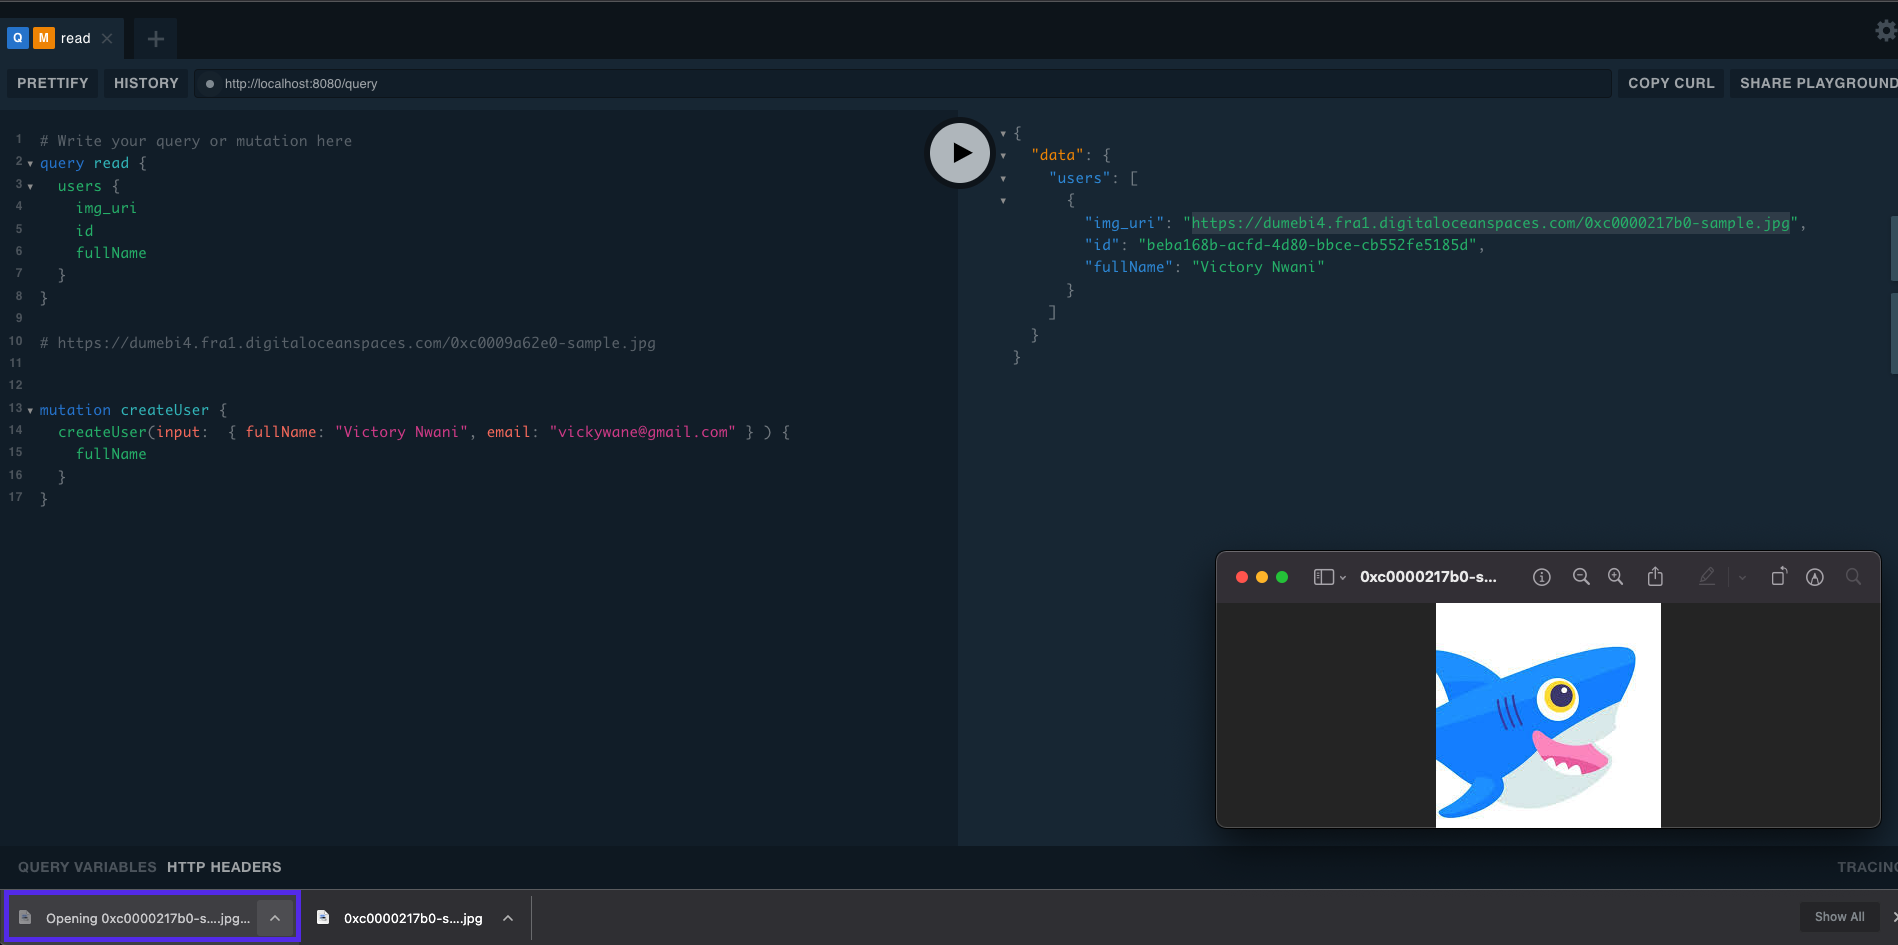 Q M read
PRETTIFY HISTORY http://localhost:8080/query COPY CURL SHARE PLAYGROUND
1 # Write your query or mutation here
2 query read {
3 users {
4 img_uri
5 id
6 fullName
7 }
8 }
9
10 # https://dumebi4.fra1.digitaloceanspaces.com/0xc0009a62e0-sample.jpg
11
12
13 mutation createUser {
14 createUser(input: { fullName: "Victory Nwani", email: "vickywane@gmail.com" } ) {
15 fullName
16 }
17 }
{
"data": {
"users": [
{
"img_uri": "https://dumebi4.fra1.digitaloceanspaces.com/0xc0000217b0-sample.jpg",
"id": "beba168b-acfd-4d80-bbce-cb552fe5185d",
"fullName": "Victory Nwani"
}
]
}
}
0xc0000217b0-s...
QUERY VARIABLES HTTP HEADERS TRACING
Opening 0xc0000217b0-s....jpg... 0xc0000217b0-s....jpg Show All